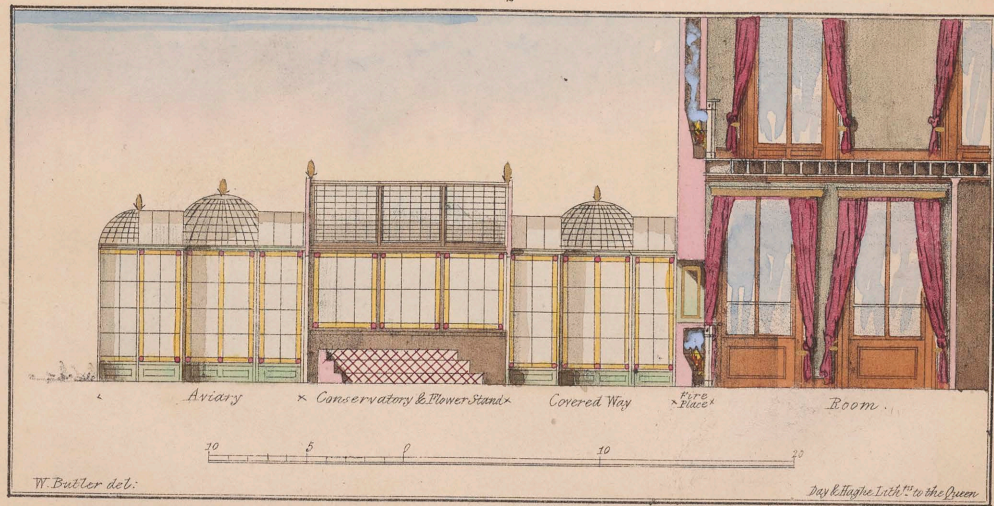 Aviary × Conservatory & Flower Stand × Covered Way × Fire Place × Room.
10 5 0 10 20
W. Butler del:
Day & Haghe Lithrs. to the Queen